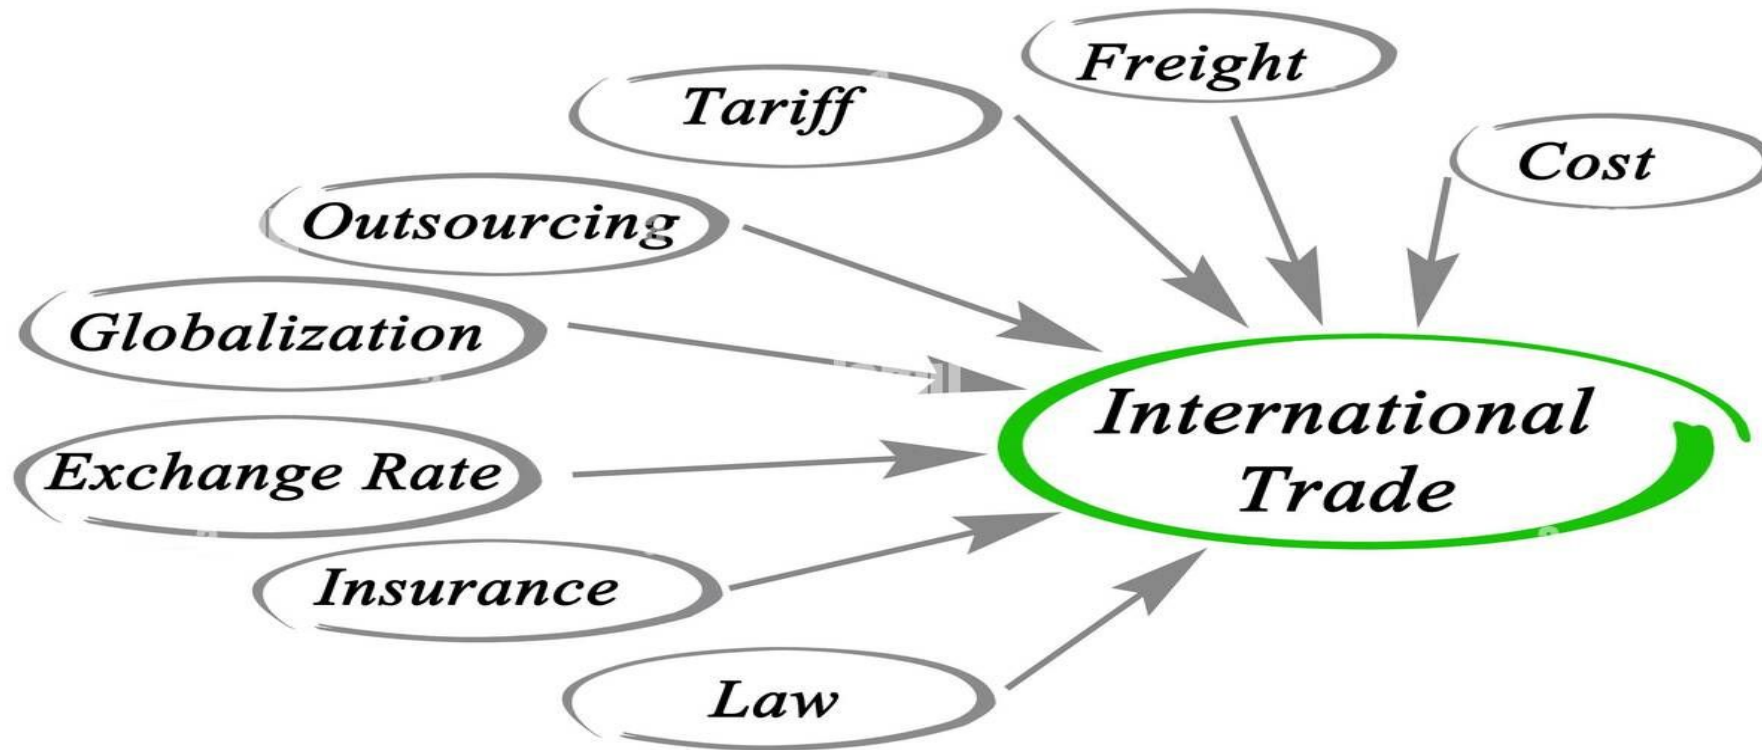 Freight
Tariff
Cost
Outsourcing
Globalization
International
Trade
Exchange Rate
Insurance
Law